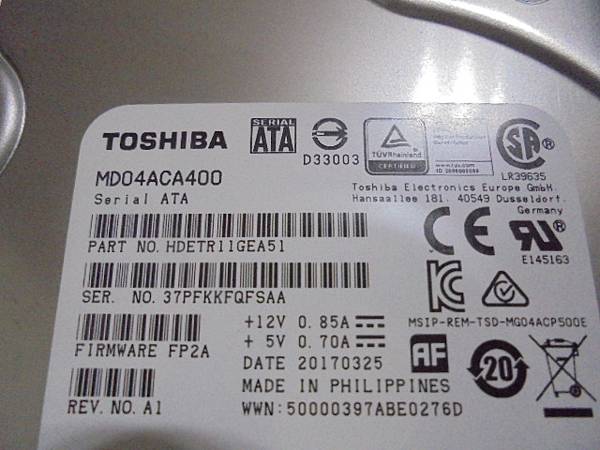 TOSHIBA
SERIAL
ATA
D33003
TÜVRheinland
CERTIFIED
SA
LR39635
MD04ACA400
Serial ATA
Toshiba Electronics Europe GmbH.
Hansaallee 181, 40549 Dusseldorf,
Germany
PART NO. HDETR11GEA51
CE
E145163
SER. NO. 37PFKKFQFSAA
MSIP-REM-TSD-MG04ACP500E
FIRMWARE FP2A
+12V 0.85A
+ 5V 0.70A
DATE 20170325
AF
20
MADE IN PHILIPPINES
REV. NO. A1
WWN: 50000397ABE0276D